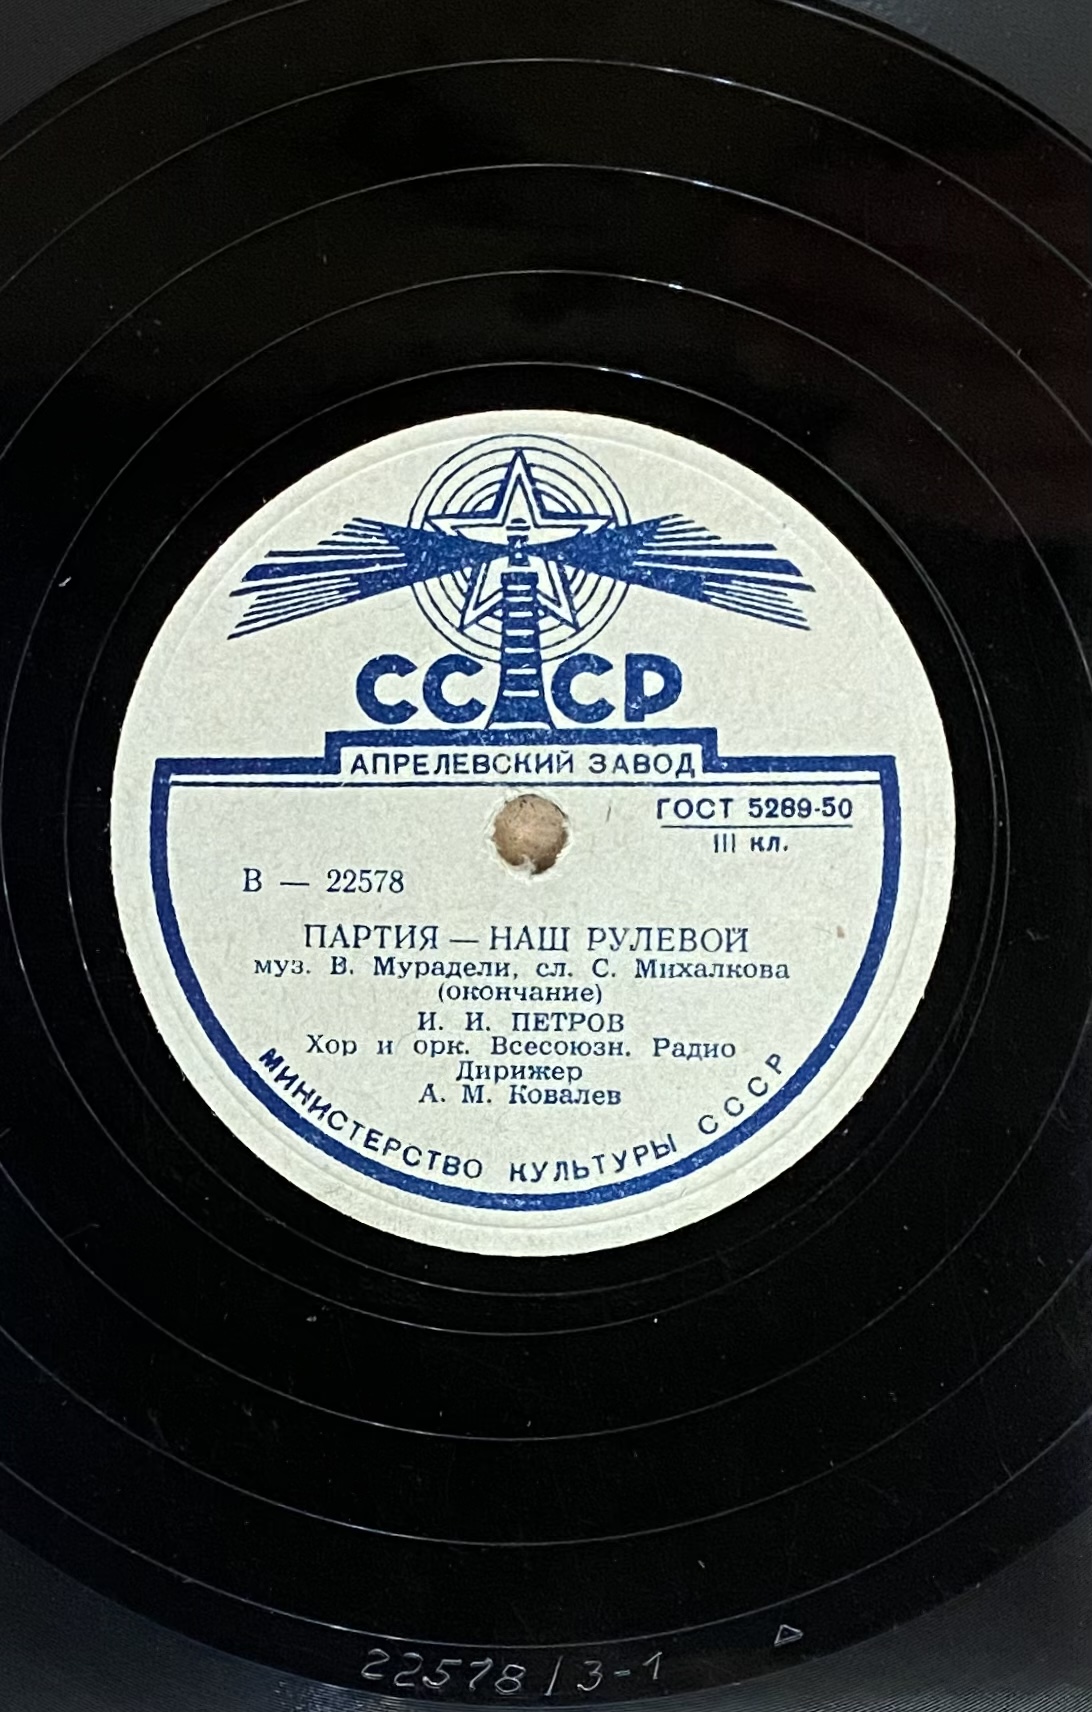 СССР
АПРЕЛЕВСКИЙ ЗАВОД
ГОСТ 5289-50
III кл.
В — 22578
ПАРТИЯ — НАШ РУЛЕВОЙ
муз. В. Мурадели, сл. С. Михалкова
(окончание)
И. И. ПЕТРОВ
Хор и орк. Всесоюзн. Радио
Дирижер
А. М. Ковалев
МИНИСТЕРСТВО КУЛЬТУРЫ СССР
22578/3-1